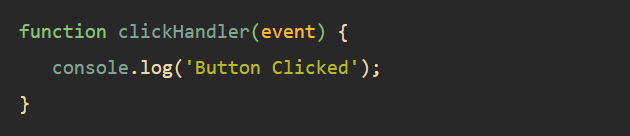 function clickHandler(event) {
   console.log('Button Clicked');
}